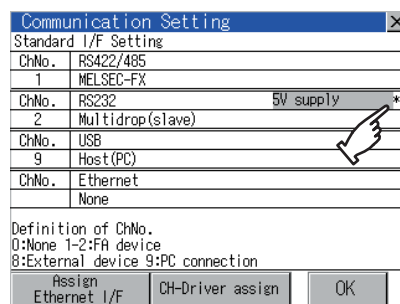 Communication Setting ×
Standard I/F Setting
ChNo. RS422/485
1 MELSEC-FX
ChNo. RS232 5V supply *
2 Multidrop(slave)
ChNo. USB
9 Host(PC)
ChNo. Ethernet
None
Definition of ChNo.
0:None 1-2:FA device
8:External device 9:PC connection
Assign
Ethernet I/F
CH-Driver assign
OK